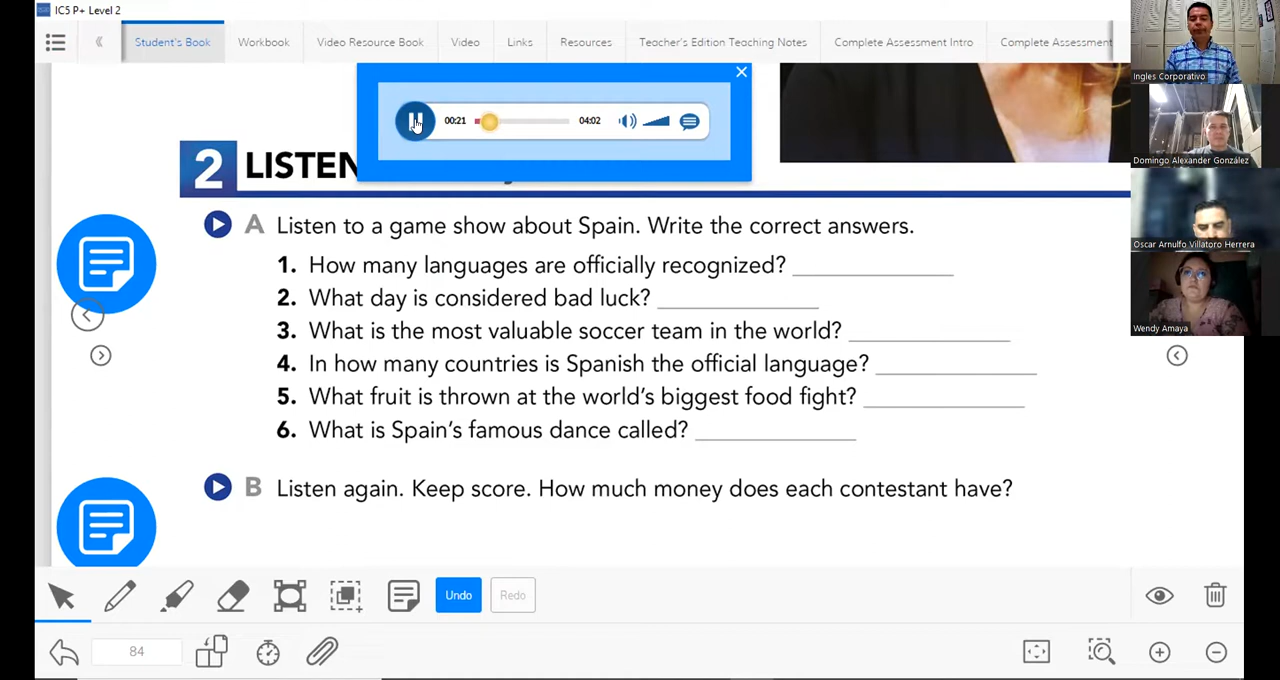 IC5 P+ Level 2
Student's Book
Workbook
Video Resource Book
Video
Links
Resources
Teacher's Edition Teaching Notes
Complete Assessment Intro
Complete Assessment
Ingles Corporativo
00:21
04:02
Domingo Alexander González
2 LISTEN
Oscar Arnulfo Villatoro Herrera
A Listen to a game show about Spain. Write the correct answers.
1. How many languages are officially recognized?
2. What day is considered bad luck?
3. What is the most valuable soccer team in the world?
Wendy Amaya
4. In how many countries is Spanish the official language?
5. What fruit is thrown at the world's biggest food fight?
6. What is Spain's famous dance called?
B Listen again. Keep score. How much money does each contestant have?
Undo
Redo
84